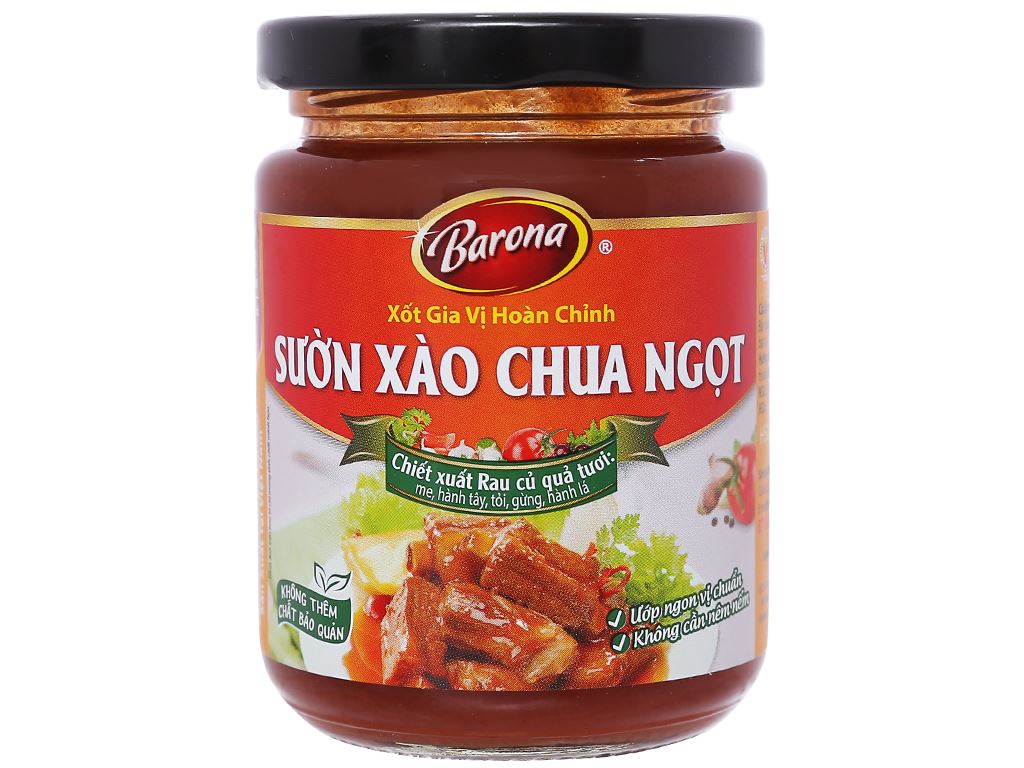 Barona
®
Xốt Gia Vị Hoàn Chỉnh
SƯỜN XÀO CHUA NGỌT
Chiết xuất Rau củ quả tươi:
me, hành tây, tỏi, gừng, hành lá
KHÔNG THÊM
CHẤT BẢO QUẢN
Ướp ngon vị chuẩn
Không cần nêm nếm